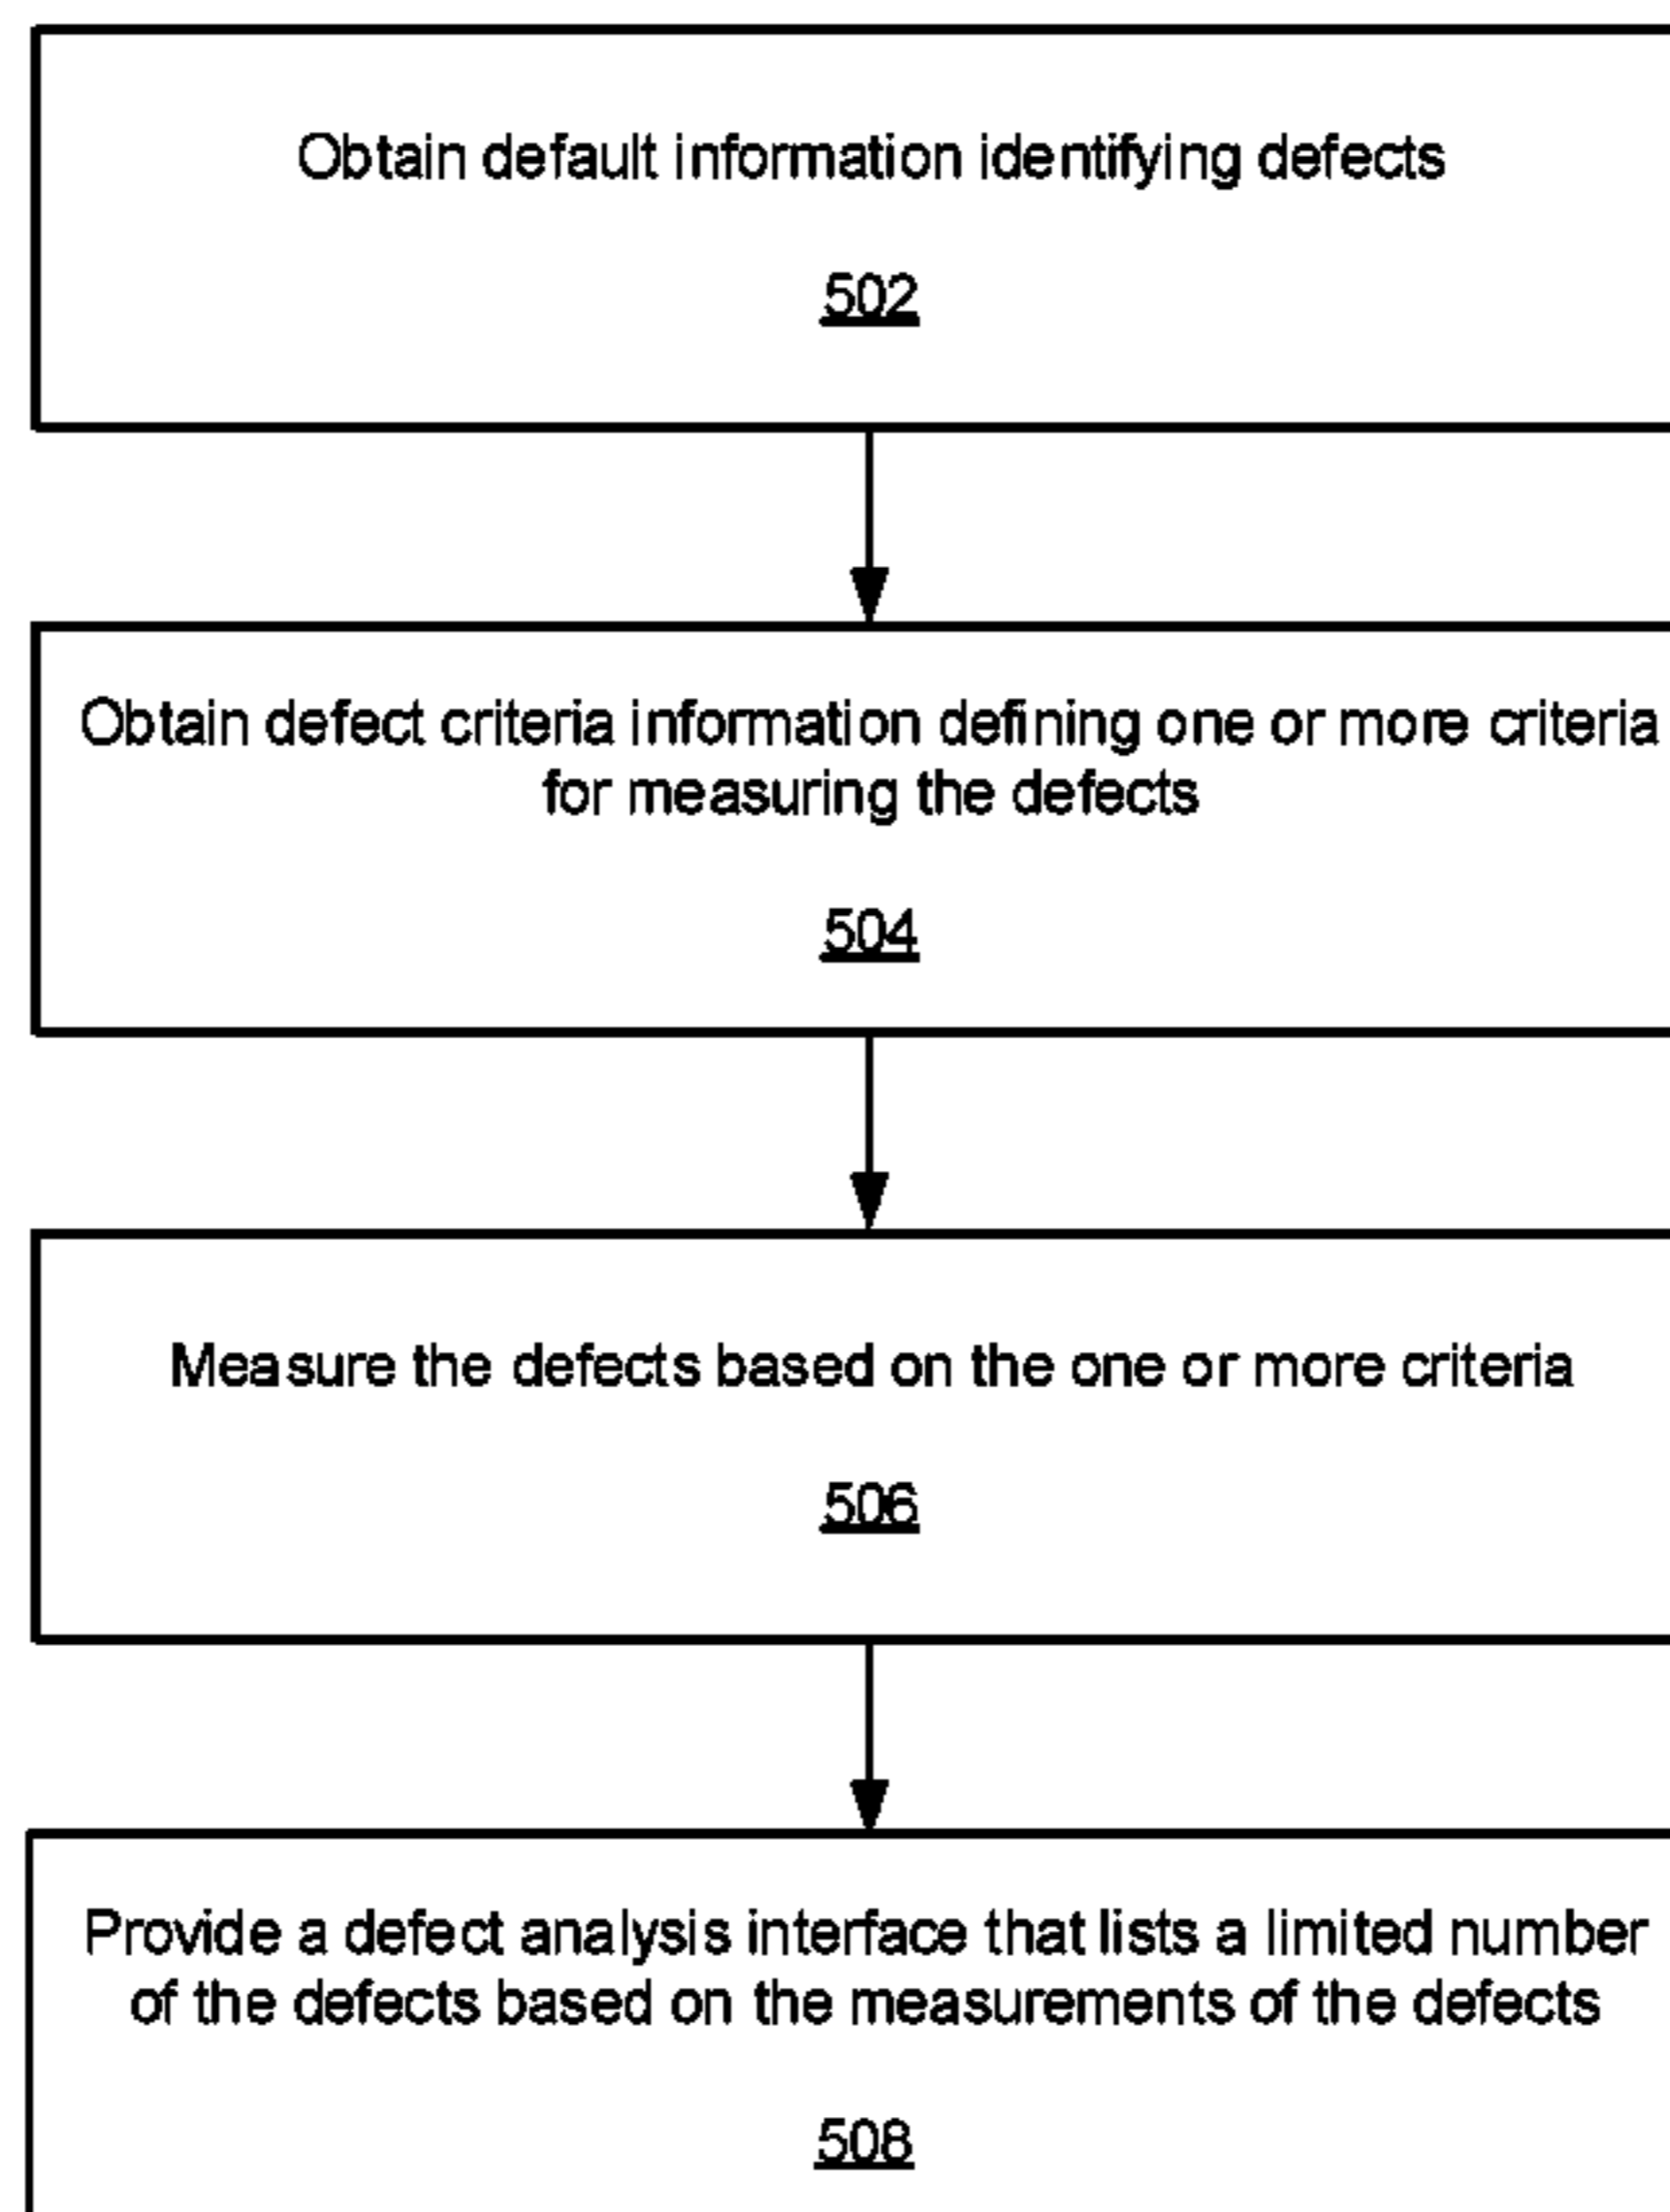 Obtain default information identifying defects
502
Obtain defect criteria information defining one or more criteria
for measuring the defects
504
Measure the defects based on the one or more criteria
506
Provide a defect analysis interface that lists a limited number
of the defects based on the measurements of the defects
508